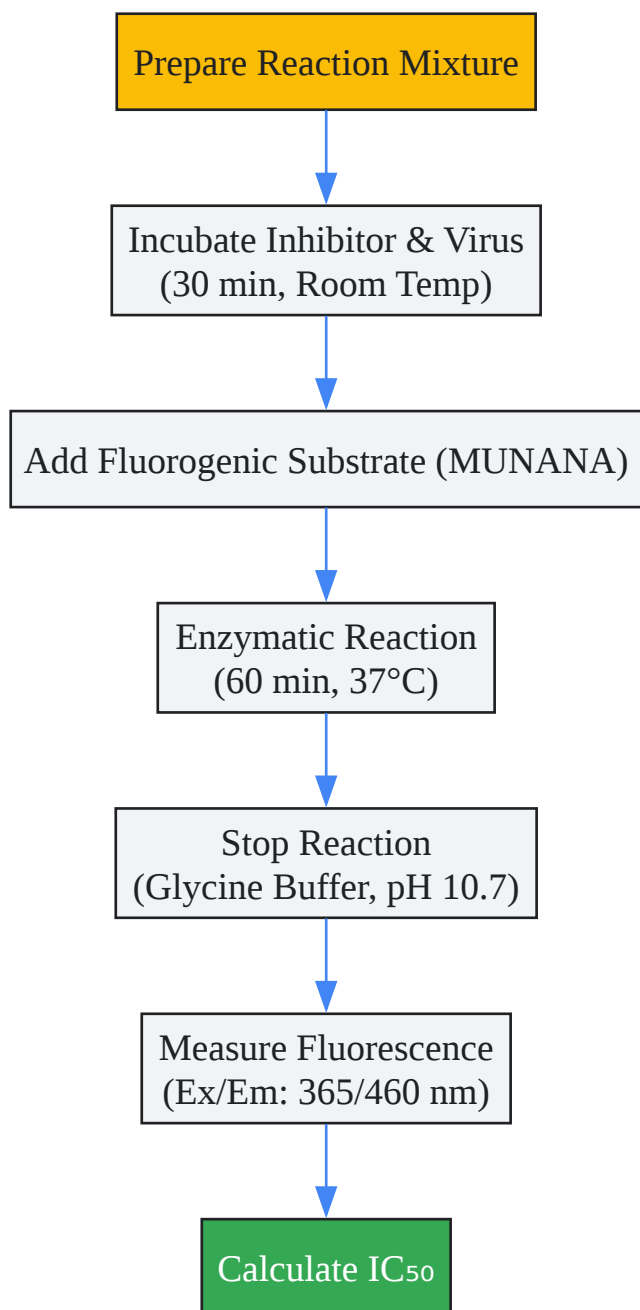 Prepare Reaction Mixture
Incubate Inhibitor & Virus
(30 min, Room Temp)
Add Fluorogenic Substrate (MUNANA)
Enzymatic Reaction
(60 min, 37°C)
Stop Reaction
(Glycine Buffer, pH 10.7)
Measure Fluorescence
(Ex/Em: 365/460 nm)
Calculate IC₅₀